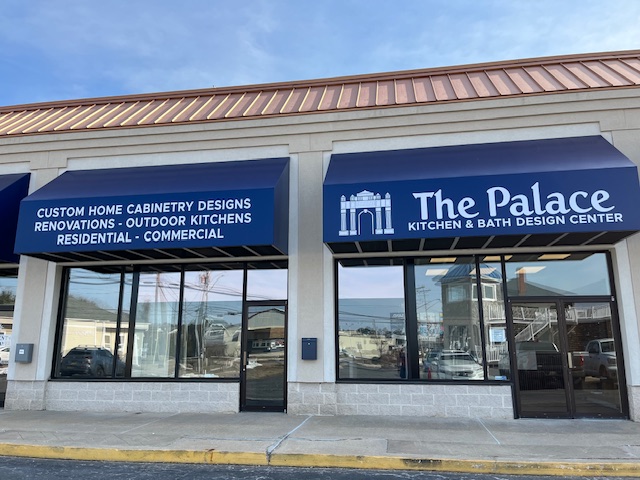 CUSTOM HOME CABINETRY DESIGNS
RENOVATIONS - OUTDOOR KITCHENS
RESIDENTIAL - COMMERCIAL
The Palace
KITCHEN & BATH DESIGN CENTER